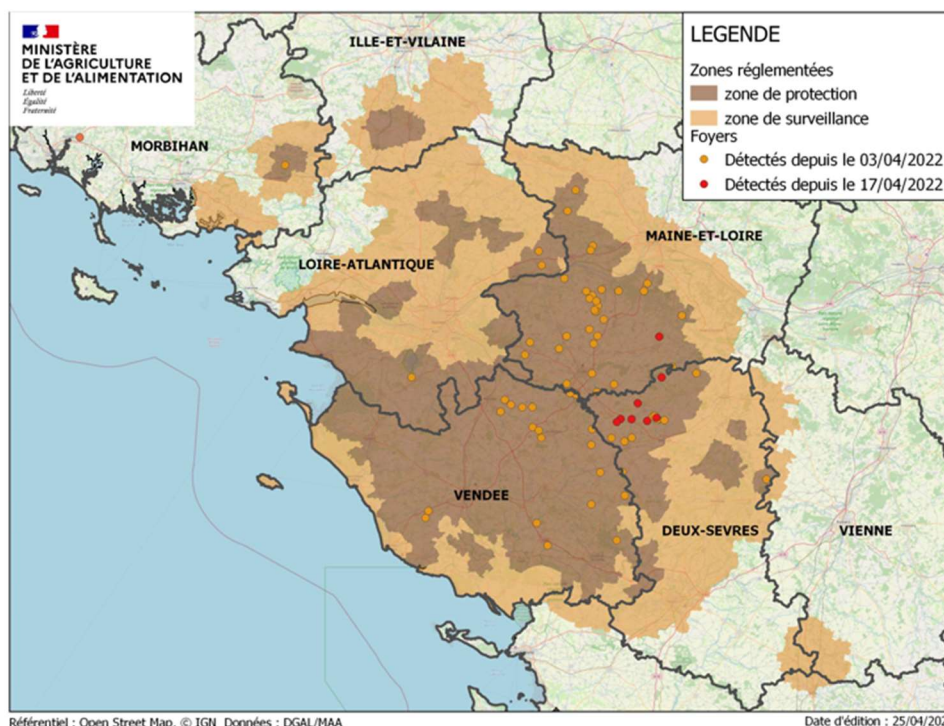 MINISTÈRE
DE L'AGRICULTURE
ET DE L'ALIMENTATION
Liberté
Égalité
Fraternité
LEGENDE
Zones réglementées
zone de protection
zone de surveillance
Foyers
Détectés depuis le 03/04/2022
Détectés depuis le 17/04/2022
ILLE-ET-VILAINE
MORBIHAN
MAINE-ET-LOIRE
LOIRE-ATLANTIQUE
VENDEE
DEUX-SEVRES
VIENNE
Référentiel : Open Street Map, © IGN Données : DGAL/MAA
Date d'édition : 25/04/202